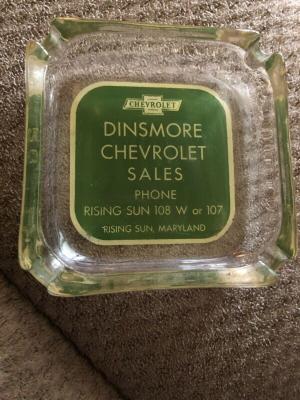 CHEVROLET
DINSMORE
CHEVROLET
SALES
PHONE
RISING SUN 108 W or 107
RISING SUN, MARYLAND